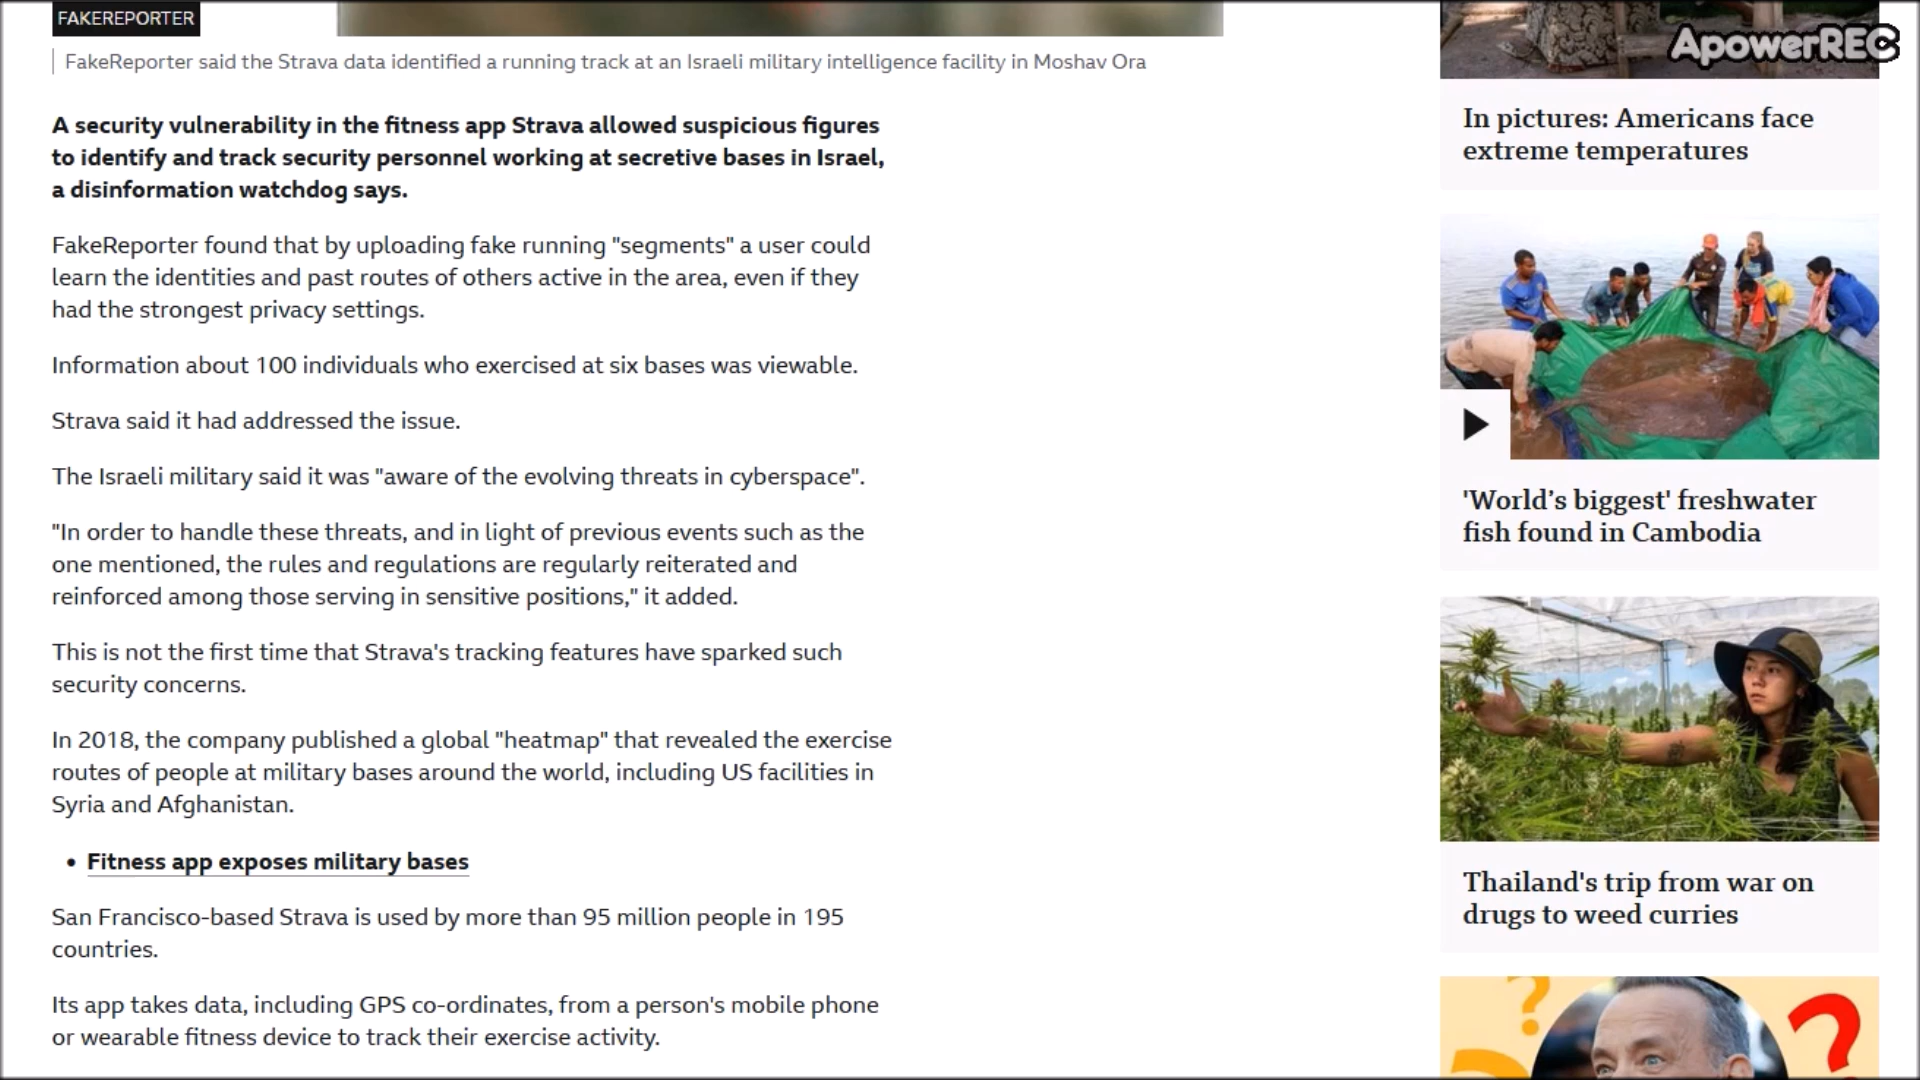 FAKEREPORTER
FakeReporter said the Strava data identified a running track at an Israeli military intelligence facility in Moshav Ora
A security vulnerability in the fitness app Strava allowed suspicious figures
to identify and track security personnel working at secretive bases in Israel,
a disinformation watchdog says.
FakeReporter found that by uploading fake running "segments" a user could
learn the identities and past routes of others active in the area, even if they
had the strongest privacy settings.
Information about 100 individuals who exercised at six bases was viewable.
Strava said it had addressed the issue.
The Israeli military said it was "aware of the evolving threats in cyberspace".
"In order to handle these threats, and in light of previous events such as the
one mentioned, the rules and regulations are regularly reiterated and
reinforced among those serving in sensitive positions," it added.
This is not the first time that Strava's tracking features have sparked such
security concerns.
In 2018, the company published a global "heatmap" that revealed the exercise
routes of people at military bases around the world, including US facilities in
Syria and Afghanistan.
• Fitness app exposes military bases
San Francisco-based Strava is used by more than 95 million people in 195
countries.
Its app takes data, including GPS co-ordinates, from a person's mobile phone
or wearable fitness device to track their exercise activity.
ApowerREC
In pictures: Americans face
extreme temperatures
'World’s biggest' freshwater
fish found in Cambodia
Thailand's trip from war on
drugs to weed curries
? ?